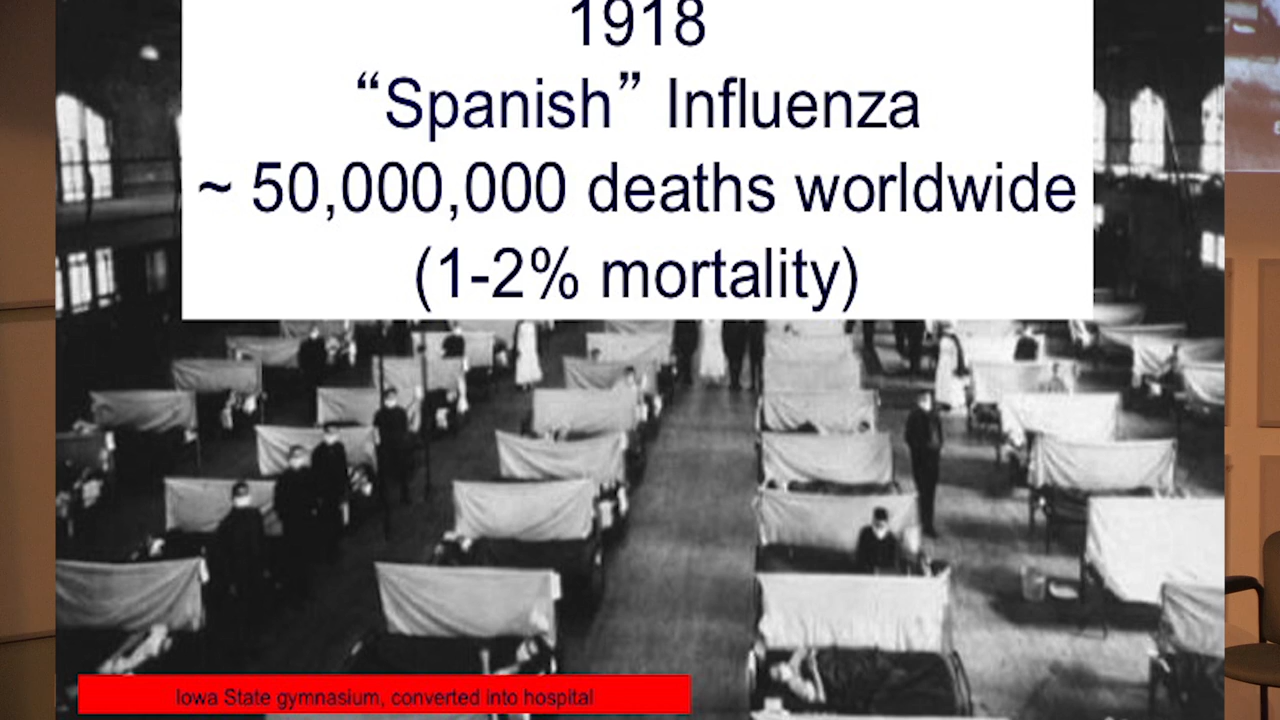 1918
“Spanish” Influenza
~ 50,000,000 deaths worldwide
(1-2% mortality)
Iowa State gymnasium, converted into hospital